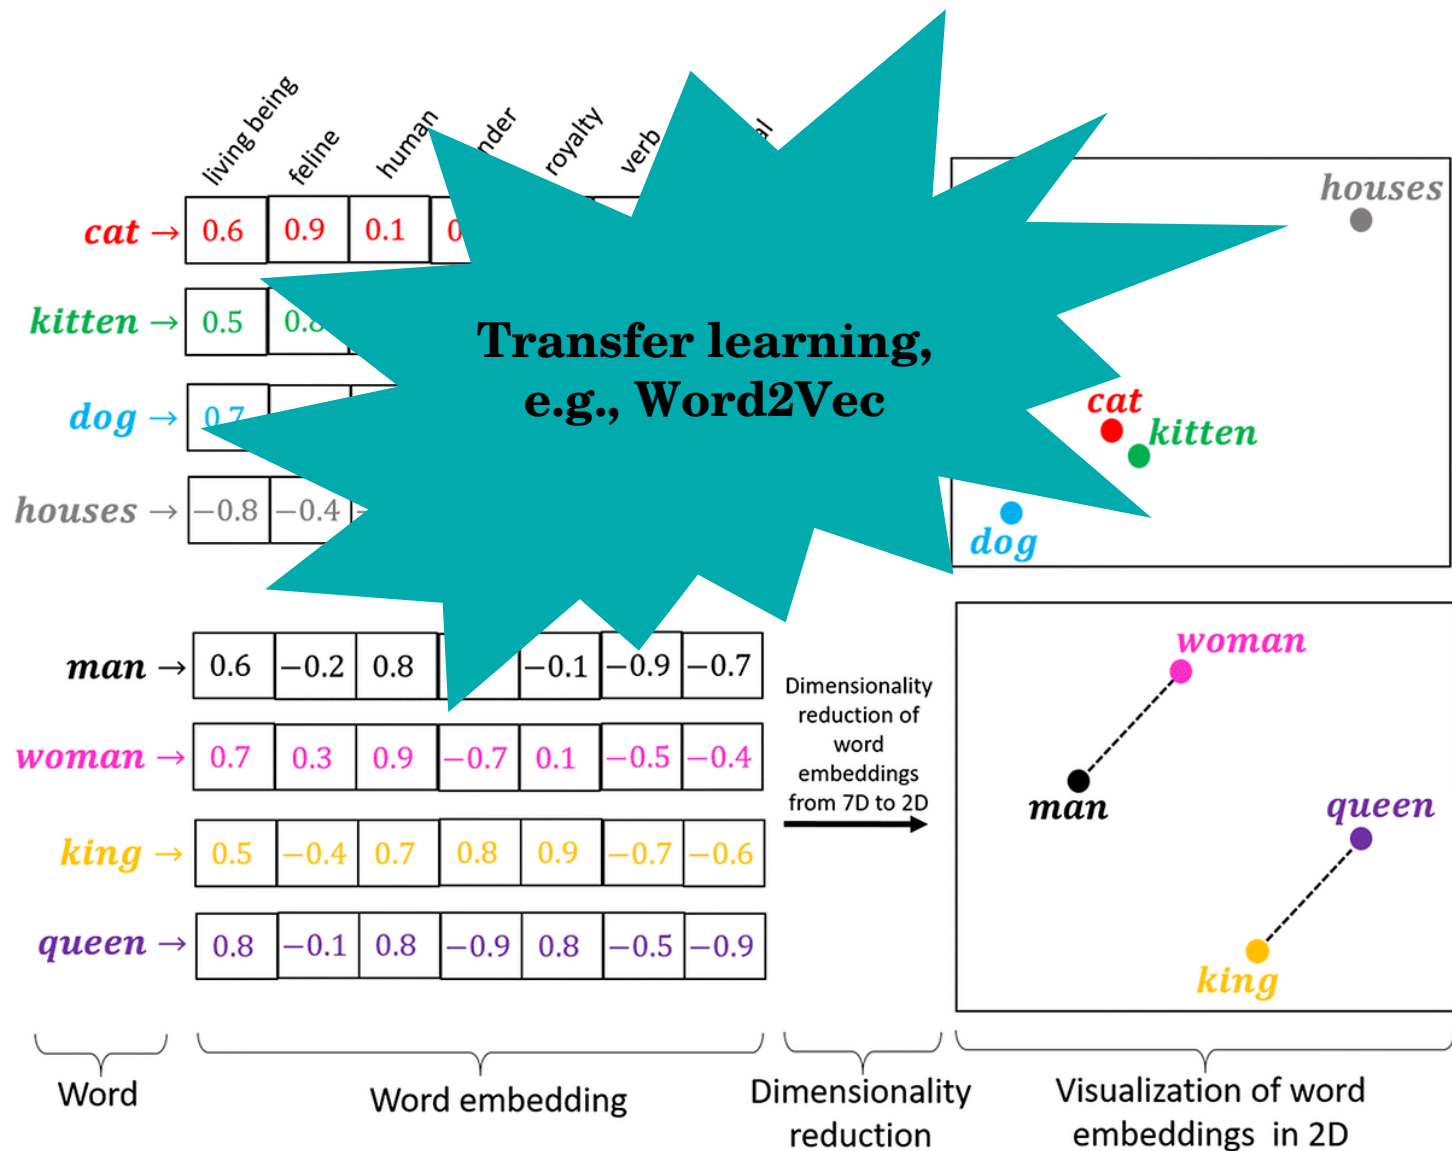 living being feline human royalty verb
cat → 0.6 0.9 0.1
kitten → 0.5
dog → 0.7
houses → −0.8 −0.4
Transfer learning,
e.g., Word2Vec
houses
cat
kitten
dog
man → 0.6 −0.2 0.8 −0.1 −0.9 −0.7
woman → 0.7 0.3 0.9 −0.7 0.1 −0.5 −0.4
king → 0.5 −0.4 0.7 0.8 0.9 −0.7 −0.6
queen → 0.8 −0.1 0.8 −0.9 0.8 −0.5 −0.9
Dimensionality
reduction of
word
embeddings
from 7D to 2D
woman
man
queen
king
Word
Word embedding
Dimensionality
reduction
Visualization of word
embeddings in 2D